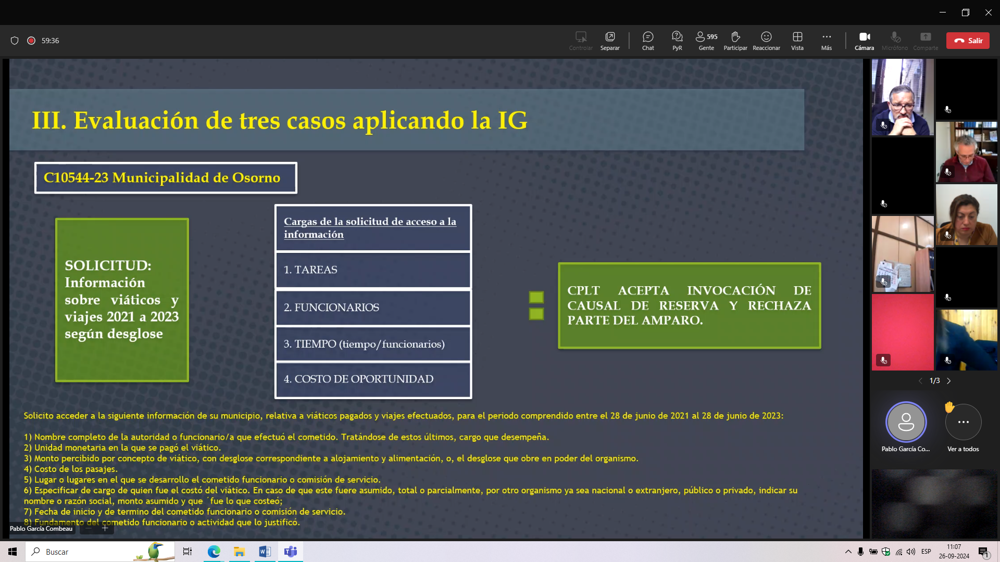 59:36
Controlar
Separar
Chat
PyR
595
Gente
Participar
Reaccionar
Vista
Más
Cámara
Micrófono
Comparte
Salir
III. Evaluación de tres casos aplicando la IG
C10544-23 Municipalidad de Osorno
SOLICITUD:
Información
sobre viáticos y
viajes 2021 a 2023
según desglose
Cargas de la solicitud de acceso a la
información
1. TAREAS
2. FUNCIONARIOS
3. TIEMPO (tiempo/funcionarios)
4. COSTO DE OPORTUNIDAD
CPLT ACEPTA INVOCACIÓN DE
CAUSAL DE RESERVA Y RECHAZA
PARTE DEL AMPARO.
Solicito acceder a la siguiente información de su municipio, relativa a viáticos pagados y viajes efectuados, para el periodo comprendido entre el 28 de junio de 2021 al 28 de junio de 2023:
1) Nombre completo de la autoridad o funcionario/a que efectuó el cometido. Tratándose de estos últimos, cargo que desempeña.
2) Unidad monetaria en la que se pagó el viático.
3) Monto percibido por concepto de viático, con desglose correspondiente a alojamiento y alimentación, o, el desglose que obre en poder del organismo.
4) Costo de los pasajes.
5) Lugar o lugares en el que se desarrollo el cometido funcionario o comisión de servicio.
6) Especificar de cargo de quien fue el costó del viático. En caso de que este fuere asumido, total o parcialmente, por otro organismo ya sea nacional o extranjero, público o privado, indicar su
nombre o razón social, monto asumido y que ´fue lo que costeó;
7) Fecha de inicio y de termino del cometido funcionario o comisión de servicio.
8) Fundamento del cometido funcionario o actividad que lo justificó.
Pablo García Combeau
1/3
Pablo García Co...
Ver a todos
Buscar
ESP
11:07
26-09-2024
1